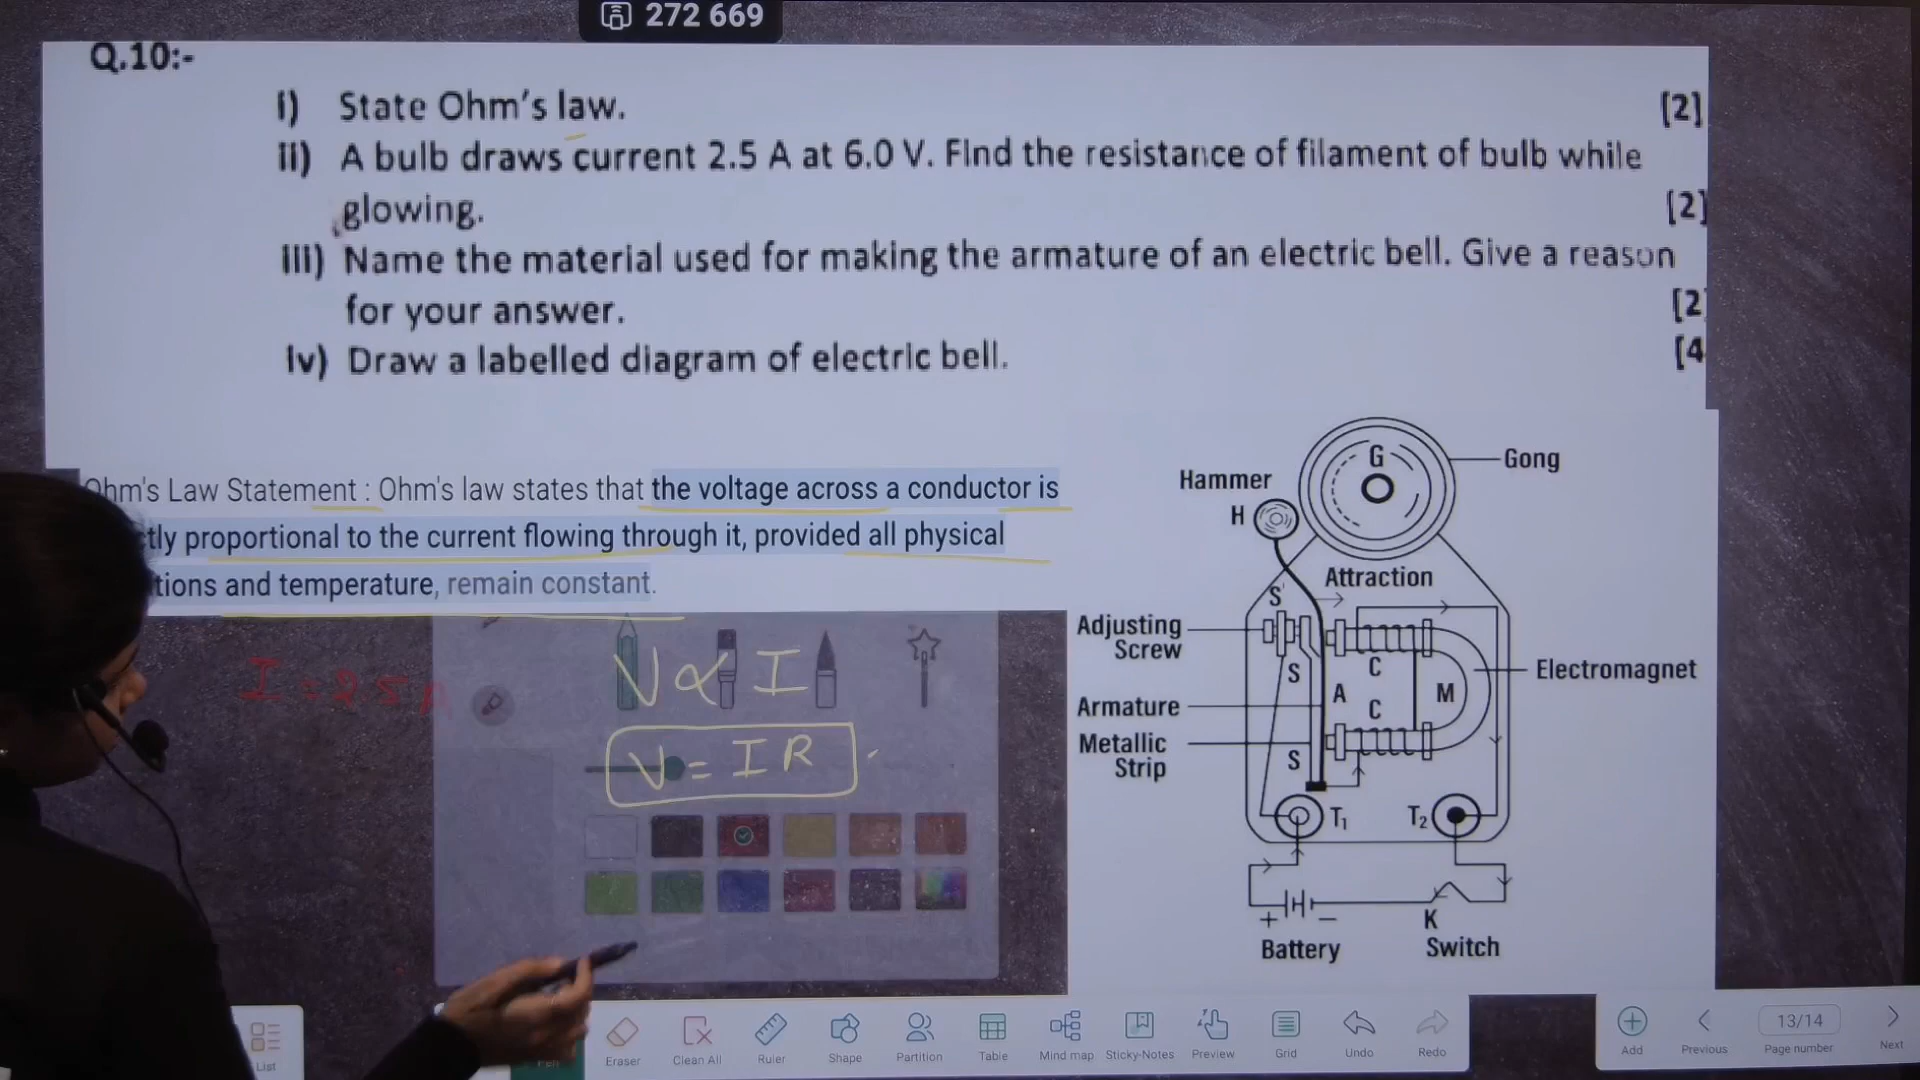 272 669
Q.10:-
i) State Ohm's law. [2]
ii) A bulb draws current 2.5 A at 6.0 V. Find the resistance of filament of bulb while
glowing. [2]
iii) Name the material used for making the armature of an electric bell. Give a reason
for your answer. [2]
iv) Draw a labelled diagram of electric bell. [4
Ohm's Law Statement : Ohm's law states that the voltage across a conductor is
ctly proportional to the current flowing through it, provided all physical
tions and temperature, remain constant.
I = 2.5 A
V ∝ I
V = IR
G
Gong
Hammer
H
Attraction
S'
Adjusting
Screw
S
C
Electromagnet
A
M
C
Armature
Metallic
Strip
S
T1
T2
+
−
K
Battery
Switch
List
Pen
Eraser
Clean All
Ruler
Shape
Partition
Table
Mind map
Sticky-Notes
Preview
Grid
Undo
Redo
Add
Previous
13/14
Page number
Next